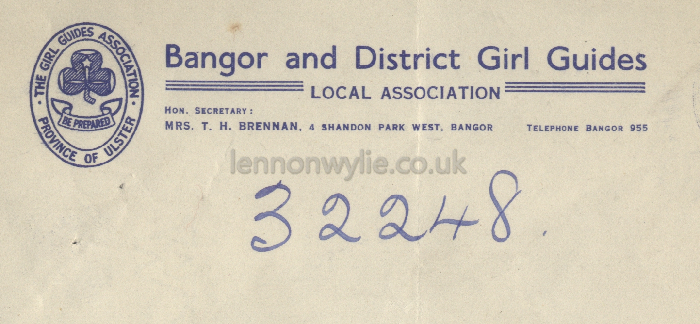 THE GIRL GUIDES ASSOCIATION
BE PREPARED
PROVINCE OF ULSTER
Bangor and District Girl Guides
LOCAL ASSOCIATION
HON. SECRETARY:
MRS. T. H. BRENNAN, 4 SHANDON PARK WEST, BANGOR TELEPHONE BANGOR 955
lennonwylie.co.uk
32248.